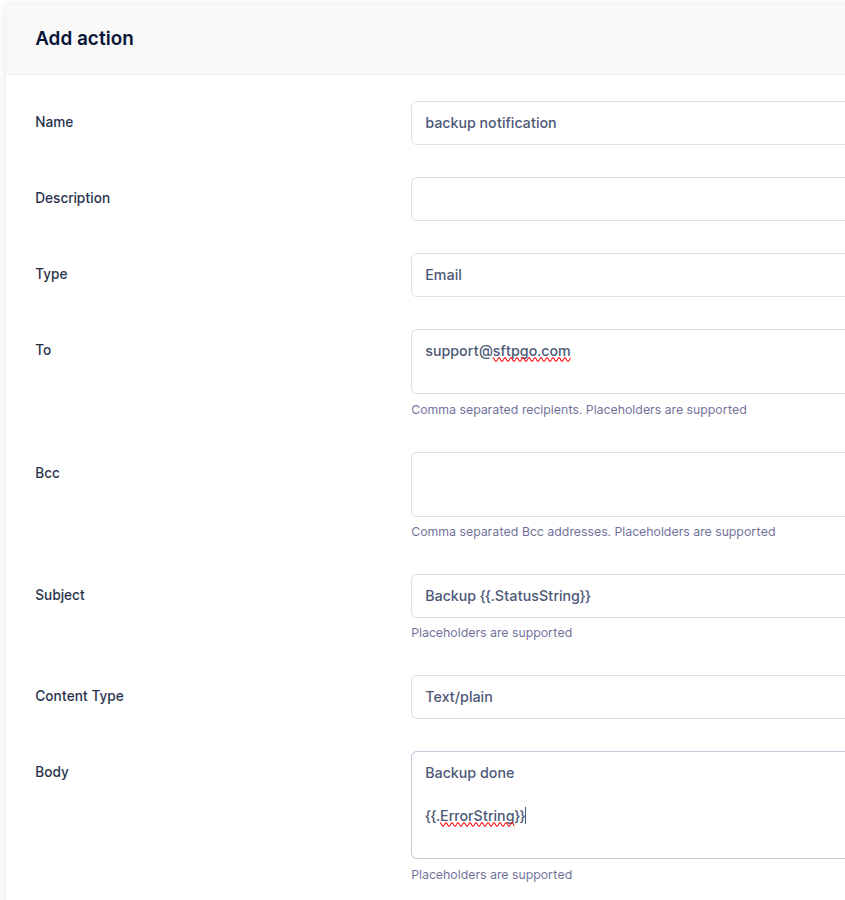 Add action
Name
backup notification
Description
Type
Email
To
support@sftpgo.com
Comma separated recipients. Placeholders are supported
Bcc
Comma separated Bcc addresses. Placeholders are supported
Subject
Backup {{.StatusString}}
Placeholders are supported
Content Type
Text/plain
Body
Backup done
{{.ErrorString}}
Placeholders are supported